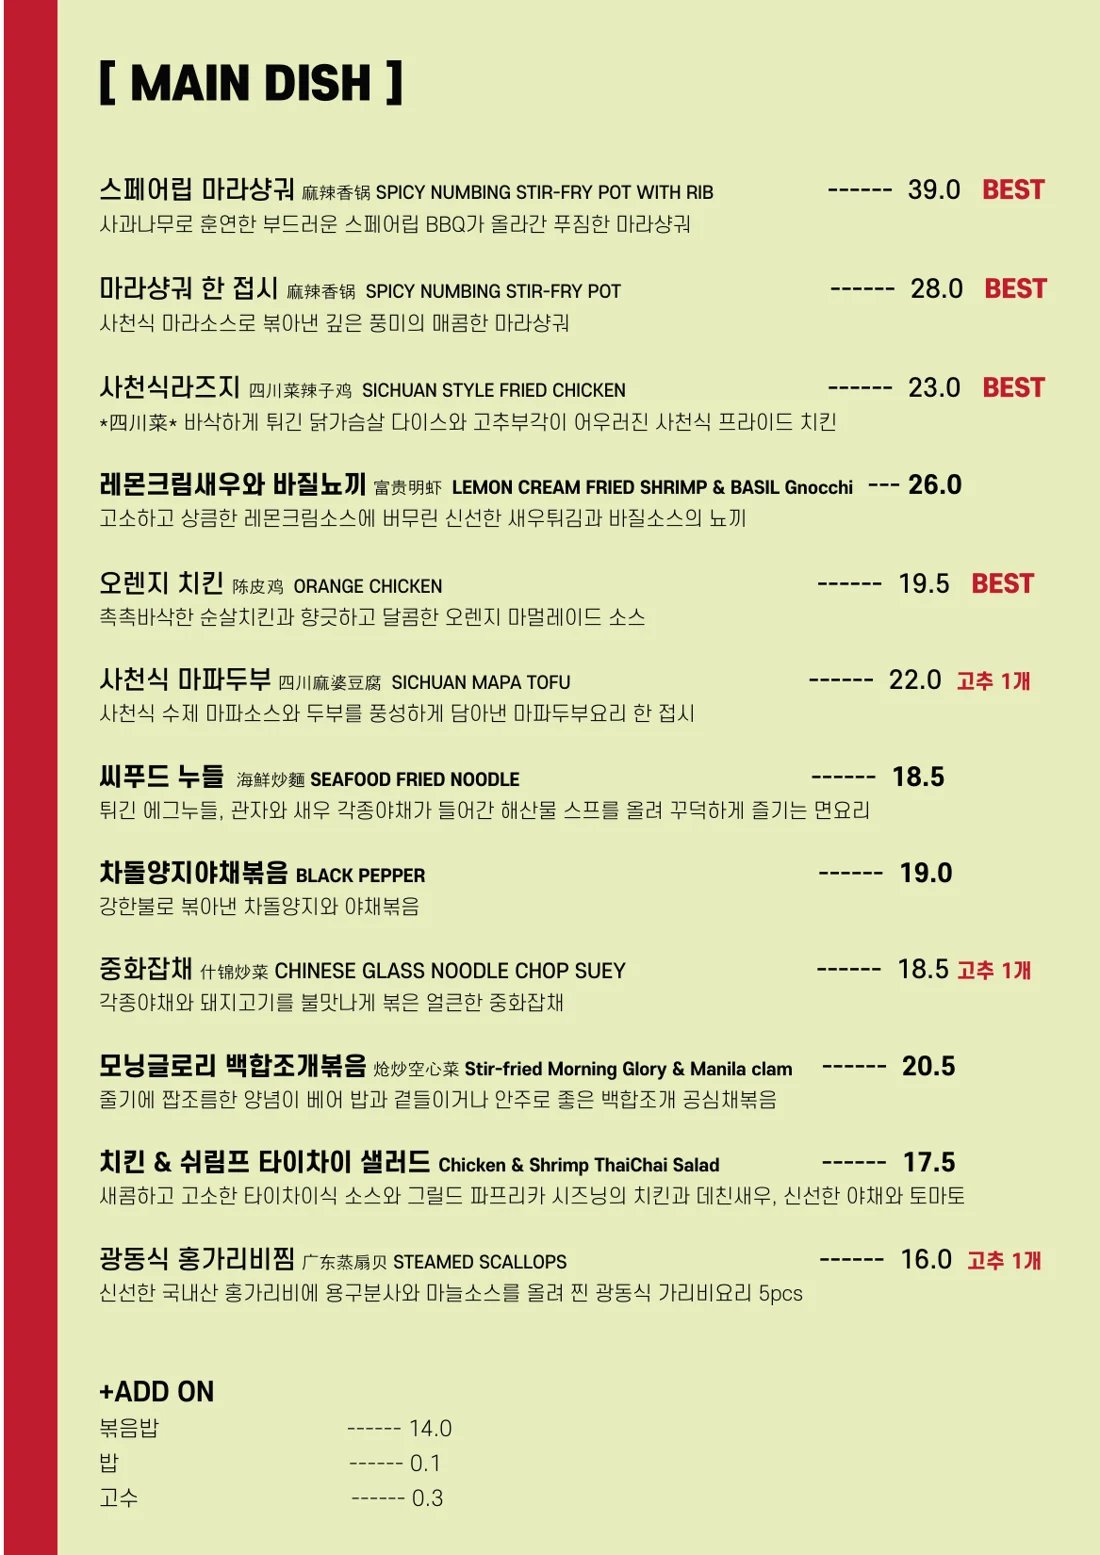 [ MAIN DISH ]
스페어립 마라샹궈 麻辣香锅 SPICY NUMBING STIR-FRY POT WITH RIB ------ 39.0 BEST
사과나무로 훈연한 부드러운 스페어립 BBQ가 올라간 푸짐한 마라샹궈
마라샹궈 한 접시 麻辣香锅 SPICY NUMBING STIR-FRY POT ------ 28.0 BEST
사천식 마라소스로 볶아낸 깊은 풍미의 매콤한 마라샹궈
사천식라즈지 四川菜辣子鸡 SICHUAN STYLE FRIED CHICKEN ------ 23.0 BEST
*四川菜* 바삭하게 튀긴 닭가슴살 다이스와 고추부각이 어우러진 사천식 프라이드 치킨
레몬크림새우와 바질뇨끼 富贵明虾 LEMON CREAM FRIED SHRIMP & BASIL Gnocchi --- 26.0
고소하고 상큼한 레몬크림소스에 버무린 신선한 새우튀김과 바질소스의 뇨끼
오렌지 치킨 陈皮鸡 ORANGE CHICKEN ------ 19.5 BEST
촉촉바삭한 순살치킨과 향긋하고 달콤한 오렌지 마멀레이드 소스
사천식 마파두부 四川麻婆豆腐 SICHUAN MAPA TOFU ------ 22.0 고추 1개
사천식 수제 마파소스와 두부를 풍성하게 담아낸 마파두부요리 한 접시
씨푸드 누들 海鮮炒麵 SEAFOOD FRIED NOODLE ------ 18.5
튀긴 에그누들, 관자와 새우 각종야채가 들어간 해산물 스프를 올려 꾸덕하게 즐기는 면요리
차돌양지야채볶음 BLACK PEPPER ------ 19.0
강한불로 볶아낸 차돌양지와 야채볶음
중화잡채 什锦炒菜 CHINESE GLASS NOODLE CHOP SUEY ------ 18.5 고추 1개
각종야채와 돼지고기를 불맛나게 볶은 얼큰한 중화잡채
모닝글로리 백합조개볶음 炝炒空心菜 Stir-fried Morning Glory & Manila clam ------ 20.5
줄기에 짭조름한 양념이 베어 밥과 곁들이거나 안주로 좋은 백합조개 공심채볶음
치킨 & 쉬림프 타이차이 샐러드 Chicken & Shrimp ThaiChai Salad ------ 17.5
새콤하고 고소한 타이차이식 소스와 그릴드 파프리카 시즈닝의 치킨과 데친새우, 신선한 야채와 토마토
광동식 홍가리비찜 广东蒸扇贝 STEAMED SCALLOPS ------ 16.0 고추 1개
신선한 국내산 홍가리비에 용구분사와 마늘소스를 올려 찐 광동식 가리비요리 5pcs
+ADD ON
볶음밥 ------ 14.0
밥 ------ 0.1
고수 ------ 0.3